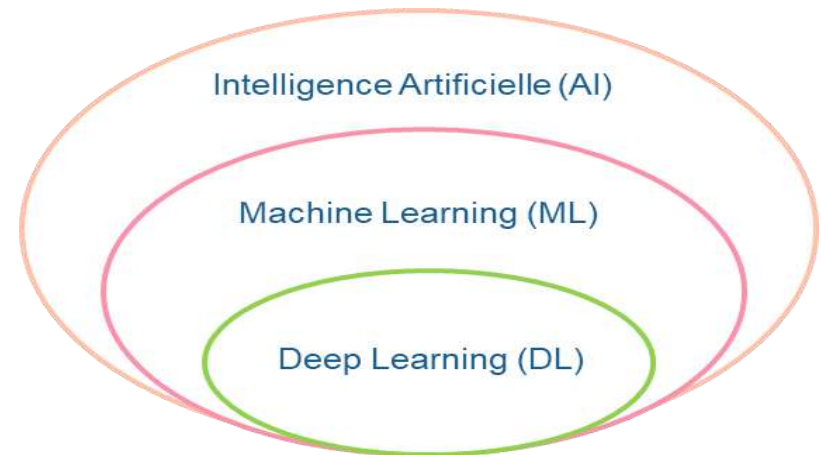 Intelligence Artificielle (AI)
Machine Learning (ML)
Deep Learning (DL)